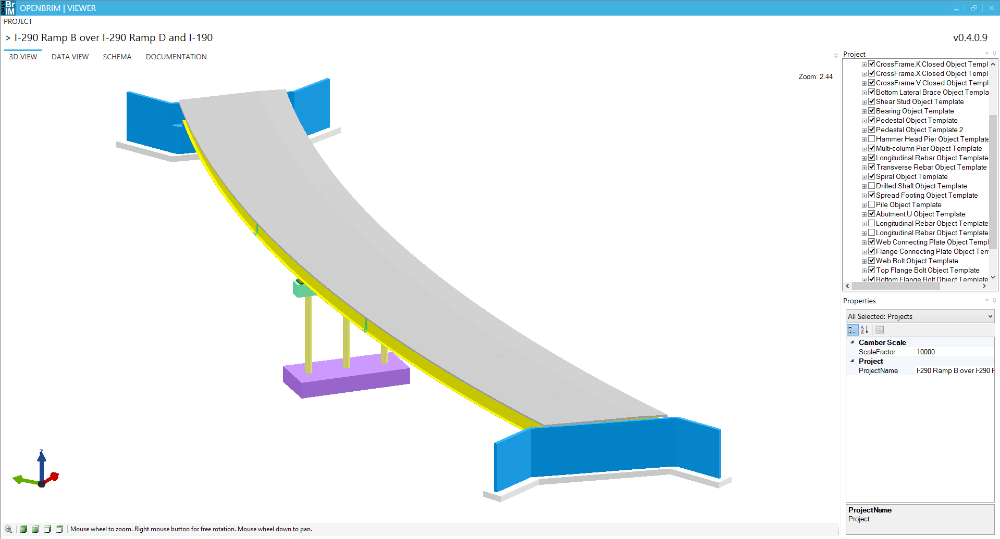 OPEN BrIM
OPENBRIM | VIEWER
PROJECT
> I-290 Ramp B over I-290 Ramp D and I-190
v0.4.0.9
3D VIEW DATA VIEW SCHEMA DOCUMENTATION
Zoom: 2.44
Project
CrossFrame.K.Closed Object Templ
CrossFrame.X.Closed Object Templ
CrossFrame.V.Closed Object Templ
Bottom Lateral Brace Object Templa
Shear Stud Object Template
Bearing Object Template
Pedestal Object Template
Pedestal Object Template 2
Hammer Head Pier Object Template
Multi-column Pier Object Template
Longitudinal Rebar Object Template
Transverse Rebar Object Template
Spiral Object Template
Drilled Shaft Object Template
Spread Footing Object Template
Pile Object Template
Abutment.U Object Template
Longitudinal Rebar Object Template
Longitudinal Rebar Object Template
Web Connecting Plate Object Templ
Flange Connecting Plate Object Tem
Web Bolt Object Template
Top Flange Bolt Object Template
Bottom Flange Bolt Object Template
Properties
All Selected: Projects
A
Z
Camber Scale
ScaleFactor 10000
Project
ProjectName I-290 Ramp B over I-290 R
Z
ProjectName
Project
Mouse wheel to zoom. Right mouse button for free rotation. Mouse wheel down to pan.